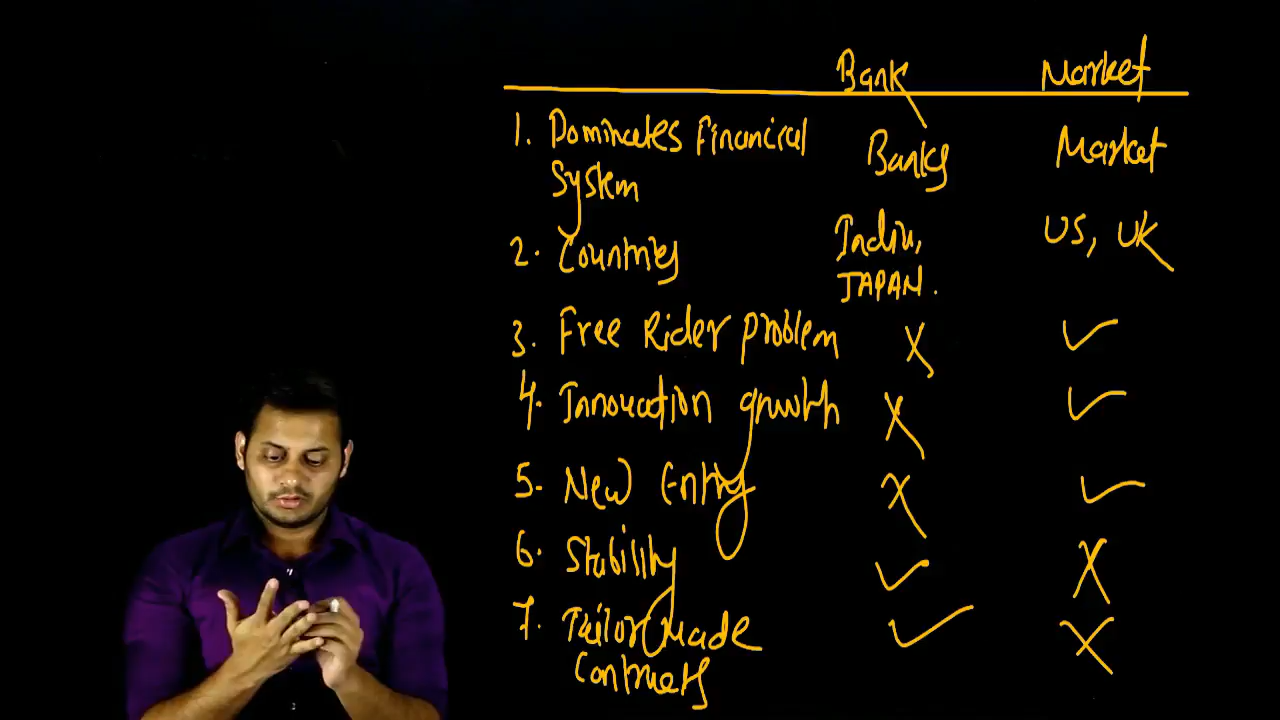 Bank Market
1. Dominates Financial Banks Market
System
2. Countries India, US, UK
JAPAN.
3. Free Rider problem X ✓
4. Innovation growth X ✓
5. New Entry X ✓
6. Stability ✓ X
7. Tailor made ✓ X
Contracts